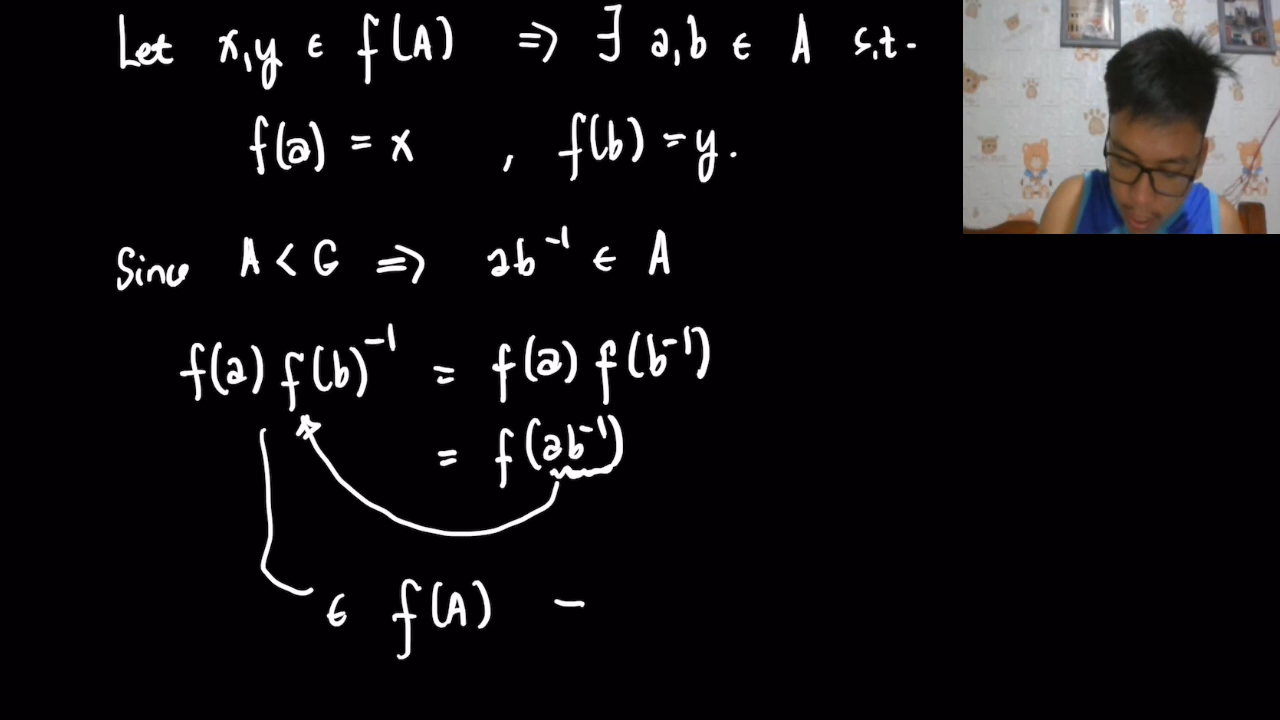 Let x,y ∈ f(A) => ∃ a,b ∈ A s.t.
f(a) = x , f(b) = y.
Since A < G => ab⁻¹ ∈ A
f(a) f(b)⁻¹ = f(a) f(b⁻¹)
= f(ab⁻¹)
∈ f(A) -